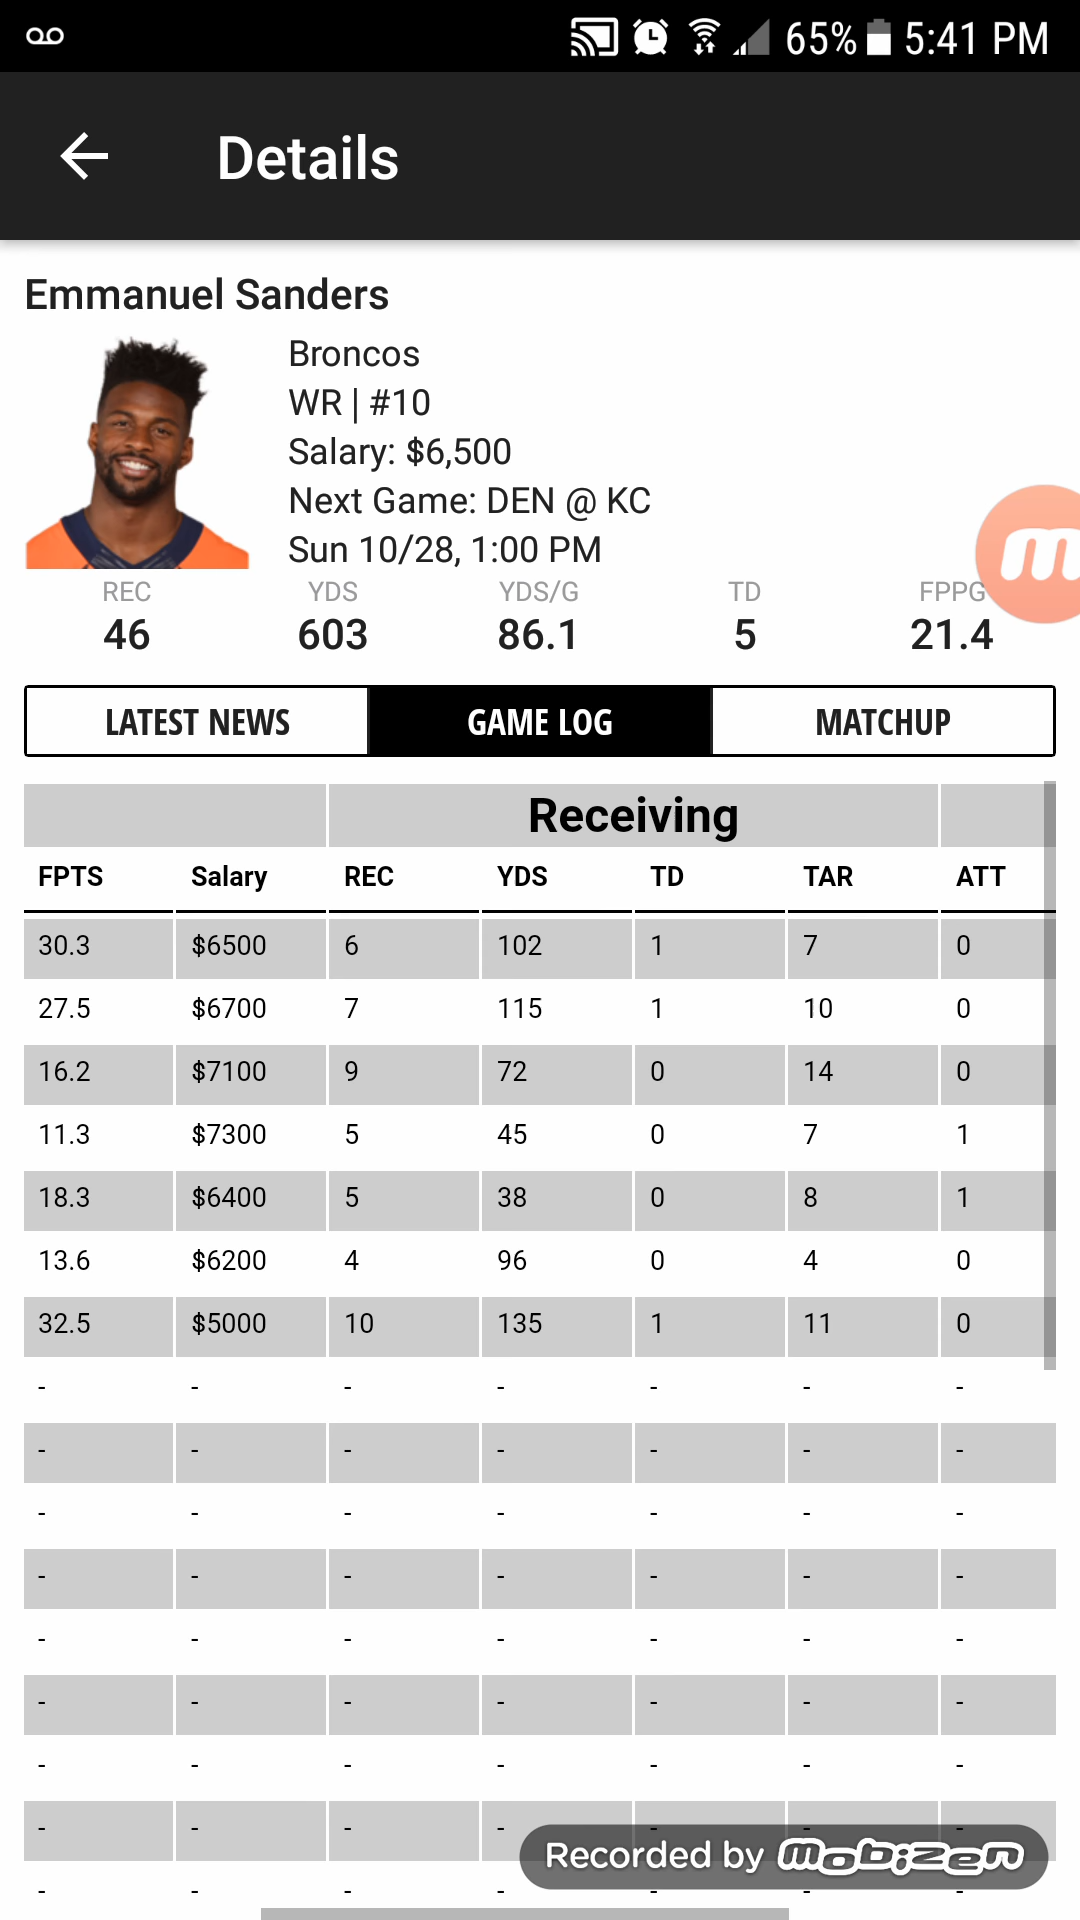 65% 5:41 PM
Details
Emmanuel Sanders
Broncos
WR | #10
Salary: $6,500
Next Game: DEN @ KC
Sun 10/28, 1:00 PM
REC YDS YDS/G TD FPPG
46 603 86.1 5 21.4
LATEST NEWS GAME LOG MATCHUP
Receiving
FPTS Salary REC YDS TD TAR ATT
30.3 $6500 6 102 1 7 0
27.5 $6700 7 115 1 10 0
16.2 $7100 9 72 0 14 0
11.3 $7300 5 45 0 7 1
18.3 $6400 5 38 0 8 1
13.6 $6200 4 96 0 4 0
32.5 $5000 10 135 1 11 0
- - - - - - -
- - - - - - -
- - - - - - -
- - - - - - -
- - - - - - -
- - - - - - -
- - - - - - -
- - - - - - -
- - - - - - -
Recorded by mobizen